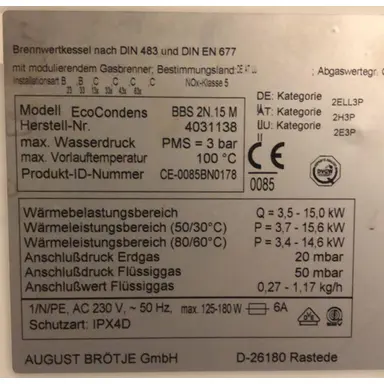 Brennwertkessel nach DIN 483 und DIN EN 677
mit modulierendem Gasbrenner; Bestimmungsland: DE AT LU ; Abgaswertegr.
Installationsart B C C C C C NOx-Klasse 5
DE: Kategorie 2ELL3P
AT: Kategorie 2H3P
LU: Kategorie 2E3P
Modell EcoCondens BBS 2N.15 M
Herstell-Nr. 4031138
max. Wasserdruck PMS = 3 bar
max. Vorlauftemperatur 100 °C
Produkt-ID-Nummer CE-0085BN0178
CE
0085
Wärmebelastungsbereich Q = 3,5 - 15,0 kW
Wärmeleistungsbereich (50/30°C) P = 3,7 - 15,6 kW
Wärmeleistungsbereich (80/60°C) P = 3,4 - 14,6 kW
Anschlußdruck Erdgas 20 mbar
Anschlußdruck Flüssiggas 50 mbar
Anschlußwert Flüssiggas 0,27 - 1,17 kg/h
1/N/PE, AC 230 V, ~ 50 Hz, max. 125-180 W 6A
Schutzart: IPX4D
AUGUST BRÖTJE GmbH D-26180 Rastede